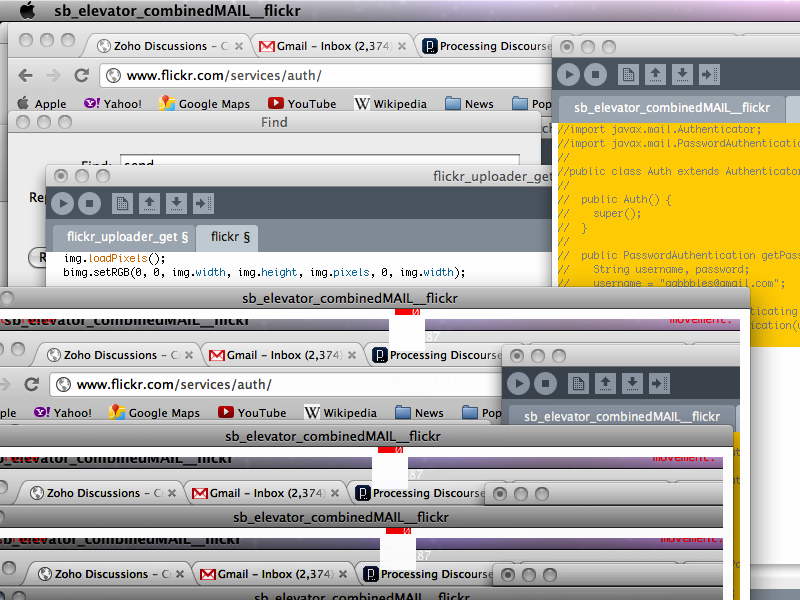 sb_elevator_combinedMAIL__flickr
Zoho Discussions – C
Gmail – Inbox (2,374)
Processing Discourse
www.flickr.com/services/auth/
Apple
Yahoo!
Google Maps
YouTube
Wikipedia
News
Pop
Find
Find:
send
flickr_uploader_get
flickr_uploader_get §
flickr §
img.loadPixels();
bimg.setRGB(0, 0, img.width, img.height, img.pixels, 0, img.width);
sb_elevator_combinedMAIL__flickr
//import javax.mail.Authenticator;
//import javax.mail.PasswordAuthenticatio
//
//public class Auth extends Authenticator
//
// public Auth() {
// super();
// }
//
// public PasswordAuthentication getPass
// String username, password;
// username = "gabbbles@gmail.com";
ticating
ication(u
sb_elevator_combinedMAIL__flickr
sb_elevator_combinedMAIL__flickr
movement:
87
Zoho Discussions – C
Gmail – Inbox (2,374)
Processing Discourse
www.flickr.com/services/auth/
ple
Yahoo!
Google Maps
YouTube
Wikipedia
News
Pop
sb_elevator_combinedMAIL__flickr
sb_elevator_combinedMAIL__flickr
sb_elevator_combinedMAIL__flickr
movement:
87
Zoho Discussions – C
Gmail – Inbox (2,374)
Processing Discourse
sb_elevator_combinedMAIL__flickr
sb_elevator_combinedMAIL__flickr
movement:
87
Zoho Discussions – C
Gmail – Inbox (2,374)
Processing Discourse
sb_elevator_combinedMAIL__flickr